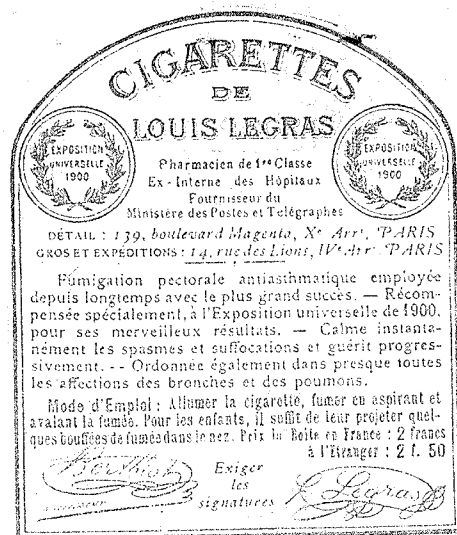 CIGARETTES
DE
LOUIS LEGRAS
EXPOSITION
UNIVERSELLE
1900
EXPOSITION
UNIVERSELLE
1900
Pharmacien de 1re Classe
Ex-Interne des Hôpitaux
Fournisseur du
Ministère des Postes et Télégraphes
DÉTAIL : 139, boulevard Magenta, Xe Arrt, PARIS
GROS ET EXPÉDITIONS : 14, rue des Lions, IVe Arrt PARIS
Fumigation pectorale antiasthmatique employée
depuis longtemps avec le plus grand succès. — Récom-
pensée spécialement, à l'Exposition universelle de 1900,
pour ses merveilleux résultats. — Calme instanta-
nément les spasmes et suffocations et guérit progres-
sivement. -- Ordonnée également dans presque toutes
les affections des bronches et des poumons.
Mode d'Emploi : Allumer la cigarette, fumer en aspirant et
avalant la fumée. Pour les enfants, il suffit de leur projeter quel-
ques bouffées de fumée dans le nez. Prix la Boîte en France : 2 francs
à l'Étranger : 2 f. 50
Berthiot
Exiger
les
signatures
L. Legras